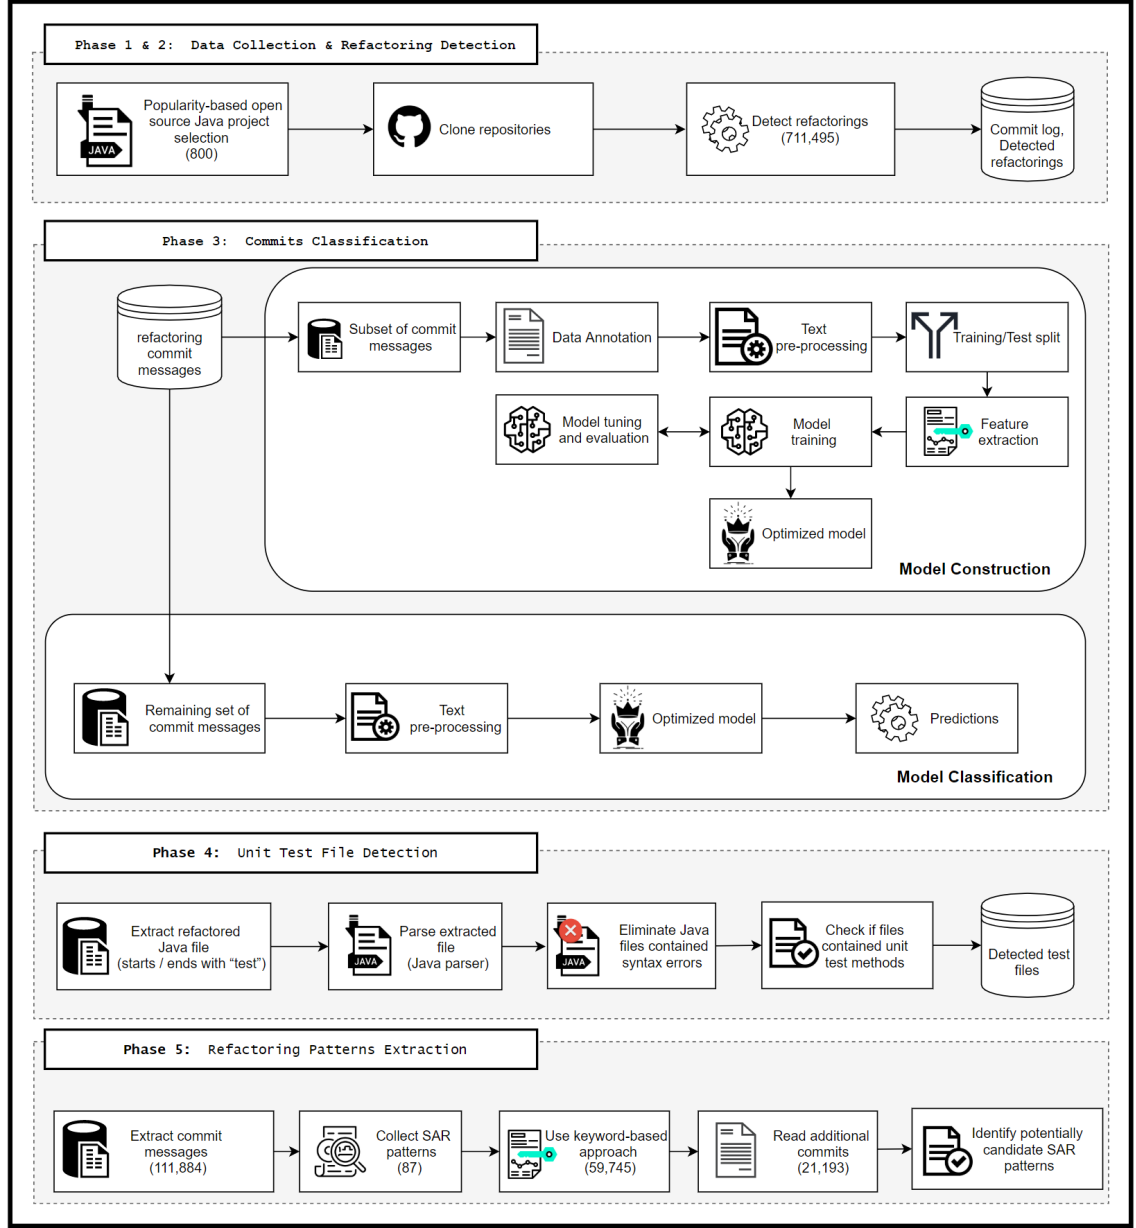 Phase 1 & 2: Data Collection & Refactoring Detection
Popularity-based open
source Java project
selection
(800)
JAVA
Clone repositories
Detect refactorings
(711,495)
Commit log,
Detected
refactorings
Phase 3: Commits Classification
refactoring
commit
messages
Subset of commit
messages
Data Annotation
Text
pre-processing
Training/Test split
Model tuning
and evaluation
Model
training
Feature
extraction
Optimized model
Model Construction
Remaining set of
commit messages
Text
pre-processing
Optimized model
Predictions
Model Classification
Phase 4: Unit Test File Detection
Extract refactored
Java file
(starts / ends with “test”)
JAVA
Parse extracted
file
(Java parser)
JAVA
Eliminate Java
files contained
syntax errors
Check if files
contained unit
test methods
Detected test
files
Phase 5: Refactoring Patterns Extraction
Extract commit
messages
(111,884)
Collect SAR
patterns
(87)
Use keyword-based
approach
(59,745)
Read additional
commits
(21,193)
Identify potentially
candidate SAR
patterns